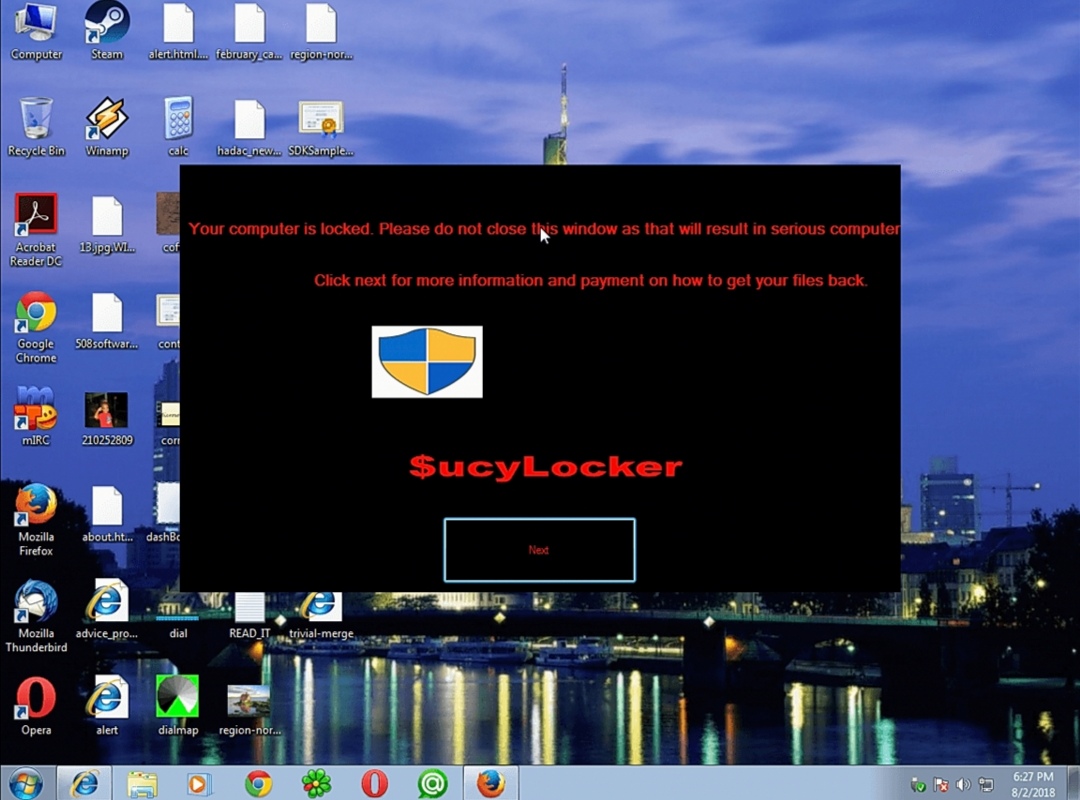 Computer
Steam
alert.html....
february_ca...
region-nor...
Recycle Bin
Winamp
calc
hadac_new...
SDKSample...
Your computer is locked. Please do not close this window as that will result in serious computer
Click next for more information and payment on how to get your files back.
Acrobat
Reader DC
13.jpg.WI...
cof
Google
Chrome
508softwar...
cont
mIRC
210252809
corr
$ucyLocker
Next
Mozilla
Firefox
about.ht...
dashBo
Mozilla
Thunderbird
advice_pro...
dial
READ_IT
trivial-merge
Opera
alert
dialmap
region-nor...
6:27 PM
8/2/2018